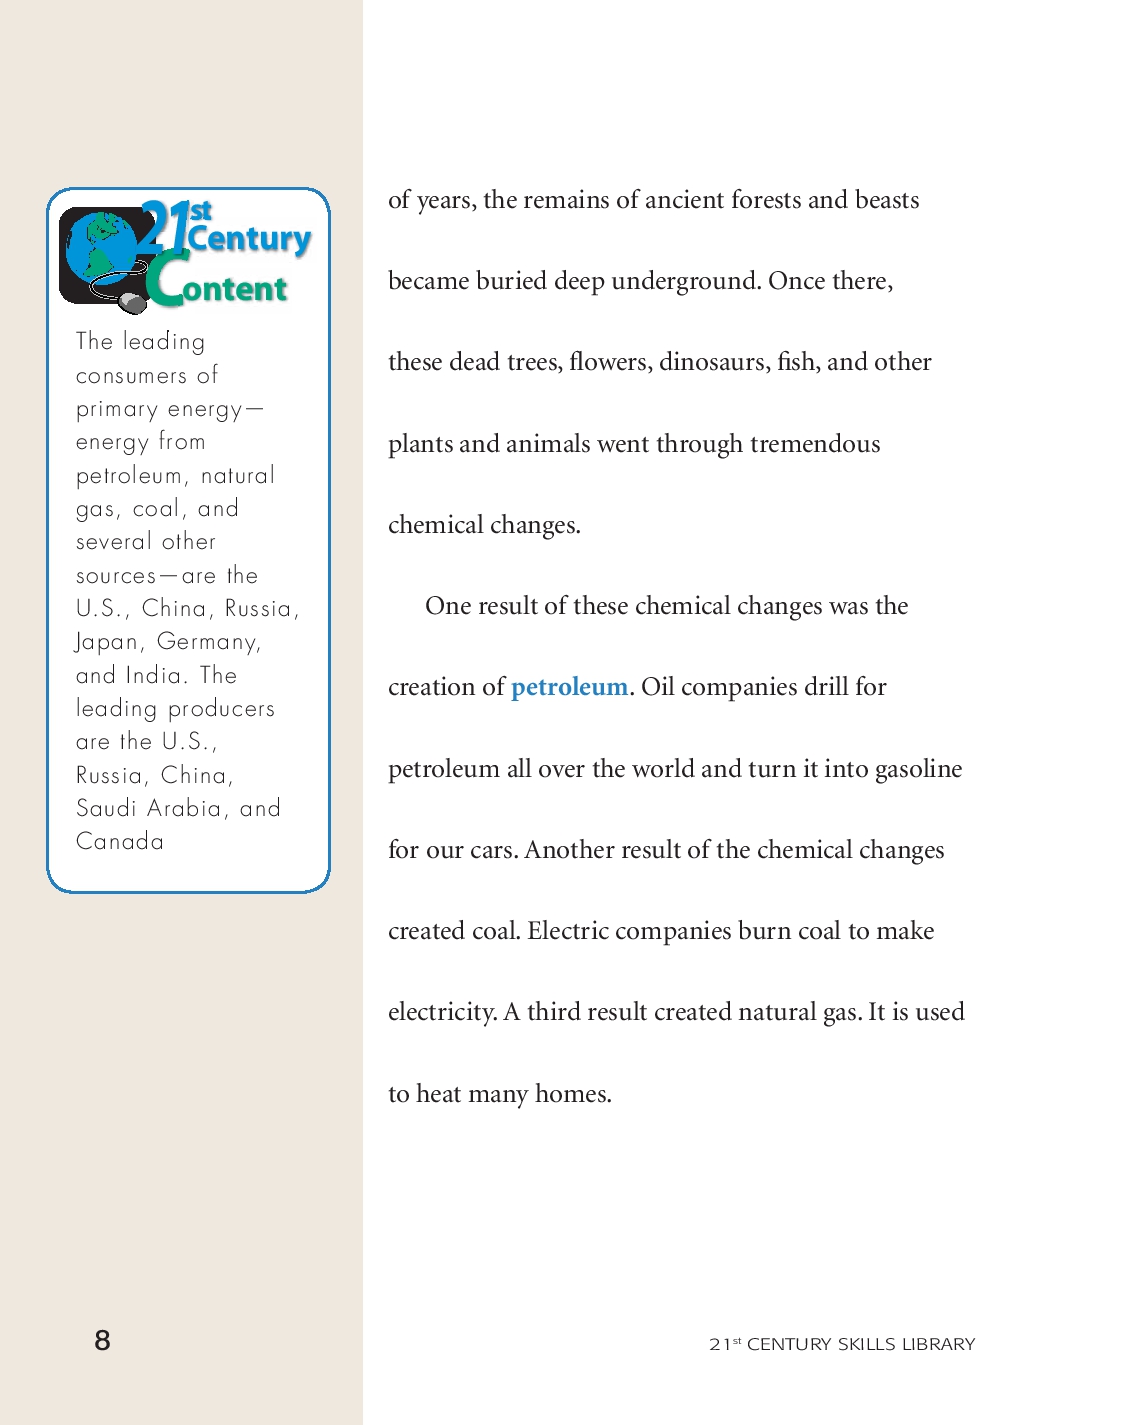 21st
Century
Content
The leading
consumers of
primary energy—
energy from
petroleum, natural
gas, coal, and
several other
sources—are the
U.S., China, Russia,
Japan, Germany,
and India. The
leading producers
are the U.S.,
Russia, China,
Saudi Arabia, and
Canada
of years, the remains of ancient forests and beasts
became buried deep underground. Once there,
these dead trees, flowers, dinosaurs, fish, and other
plants and animals went through tremendous
chemical changes.
One result of these chemical changes was the
creation of petroleum. Oil companies drill for
petroleum all over the world and turn it into gasoline
for our cars. Another result of the chemical changes
created coal. Electric companies burn coal to make
electricity. A third result created natural gas. It is used
to heat many homes.
8
21st CENTURY SKILLS LIBRARY